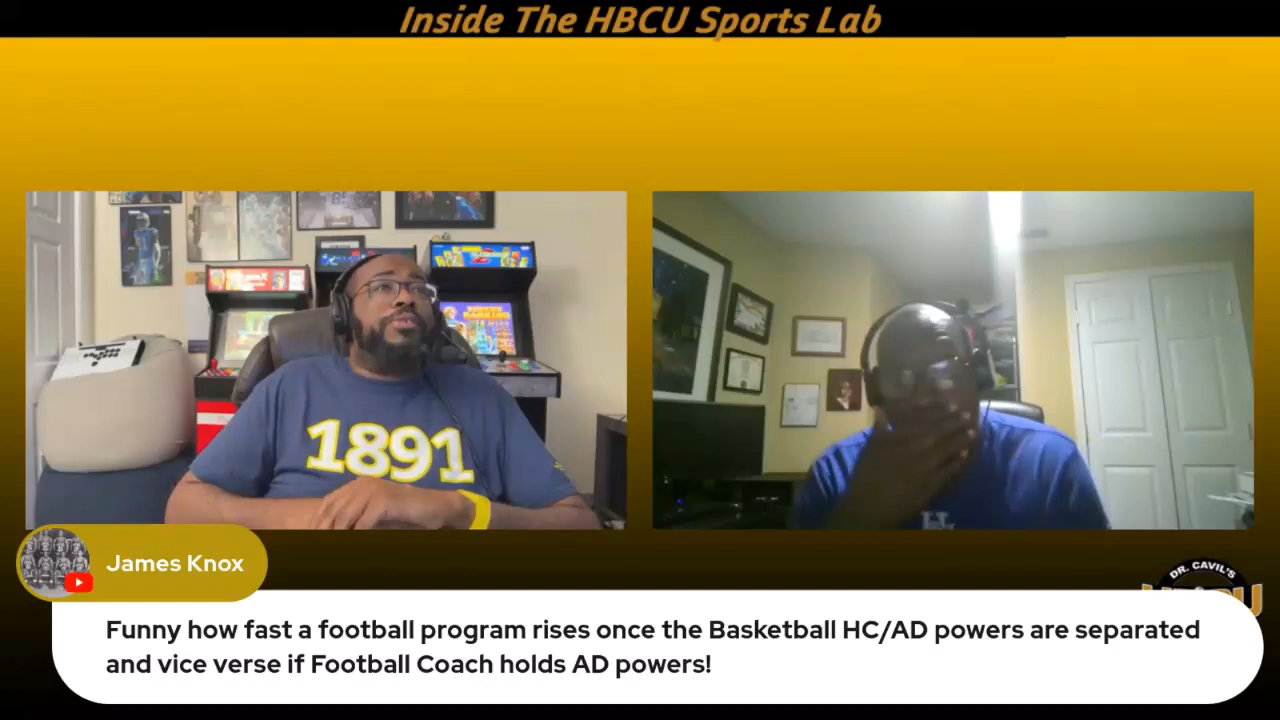 Inside The HBCU Sports Lab
1891
James Knox
DR. CAVIL'S
Funny how fast a football program rises once the Basketball HC/AD powers are separated
and vice verse if Football Coach holds AD powers!